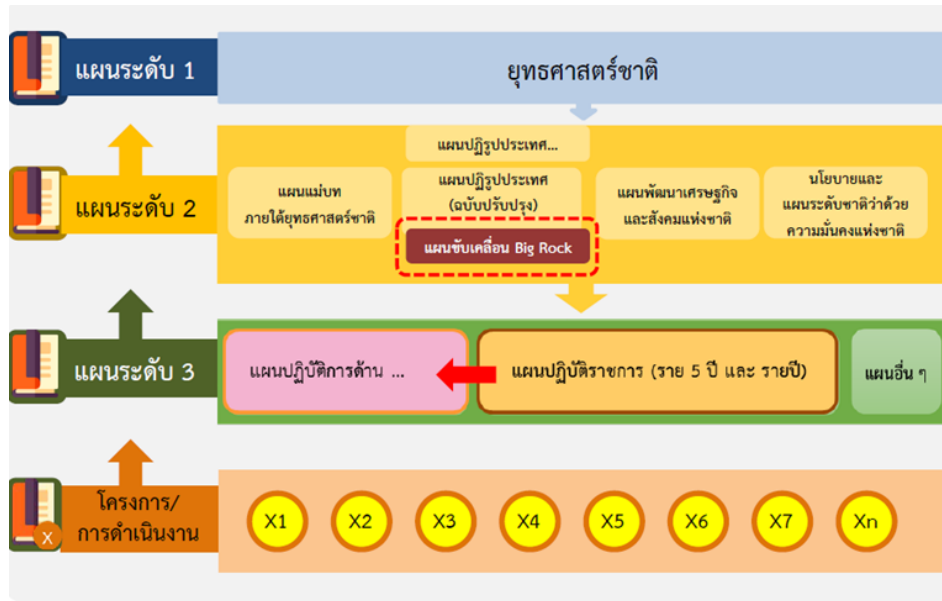 แผนระดับ 1
ยุทธศาสตร์ชาติ
แผนระดับ 2
แผนปฏิรูปประเทศ...
แผนแม่บท
ภายใต้ยุทธศาสตร์ชาติ
แผนปฏิรูปประเทศ
(ฉบับปรับปรุง)
แผนขับเคลื่อน Big Rock
แผนพัฒนาเศรษฐกิจ
และสังคมแห่งชาติ
นโยบายและ
แผนระดับชาติว่าด้วย
ความมั่นคงแห่งชาติ
แผนระดับ 3
แผนปฏิบัติการด้าน ...
แผนปฏิบัติราชการ (ราย 5 ปี และ รายปี)
แผนอื่น ๆ
X
โครงการ/
การดำเนินงาน
X1 X2 X3 X4 X5 X6 X7 Xn